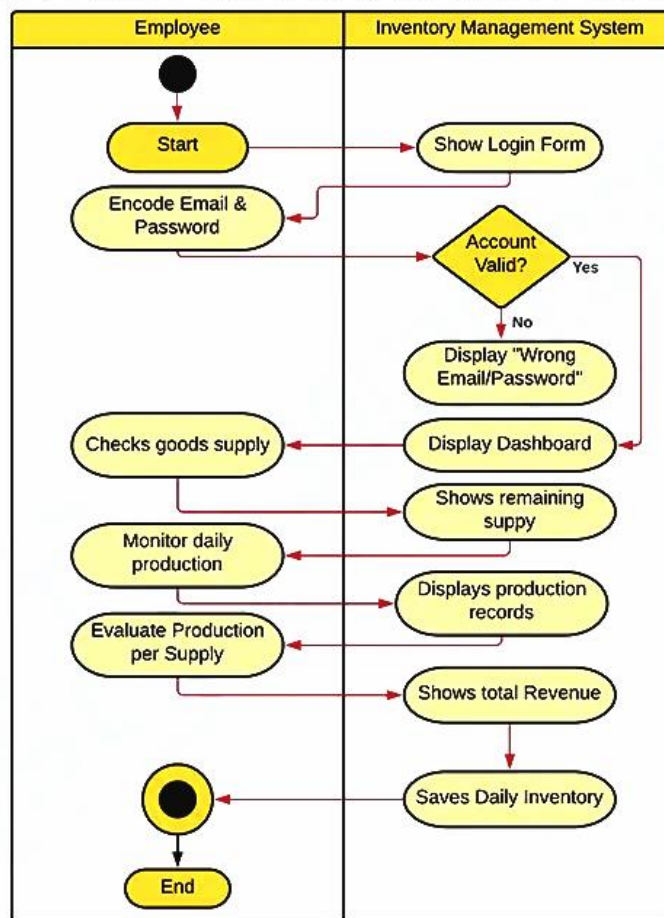 Employee
Inventory Management System
Start
Show Login Form
Encode Email &
Password
Account
Valid?
Yes
No
Display "Wrong
Email/Password"
Checks goods supply
Display Dashboard
Shows remaining
suppy
Monitor daily
production
Displays production
records
Evaluate Production
per Supply
Shows total Revenue
Saves Daily Inventory
End